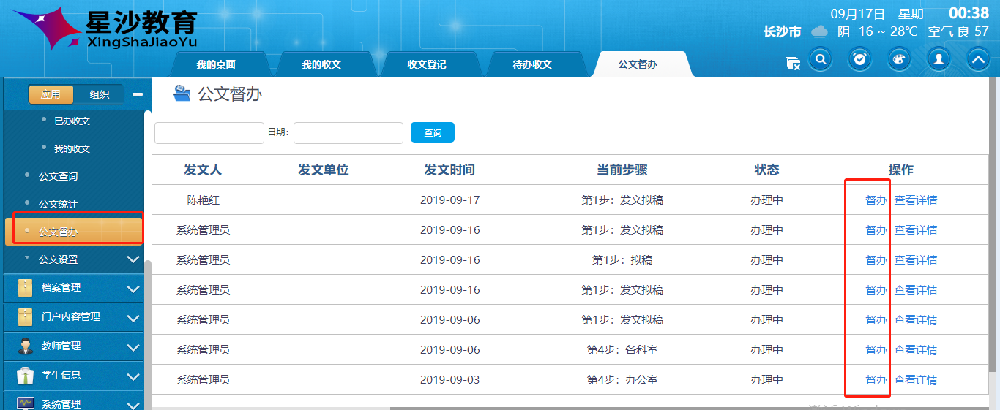 星沙教育
XingShaJiaoYu
09月17日 星期二 00:38
长沙市 阴 16 ~ 28℃ 空气 良 57
我的桌面 我的收文 收文登记 待办收文 公文督办
应用 组织
已办收文
我的收文
公文查询
公文统计
公文督办
公文设置
档案管理
门户内容管理
教师管理
学生信息
系统管理
公文督办
日期: 查询
发文人 发文单位 发文时间 当前步骤 状态 操作
陈艳红 2019-09-17 第1步：发文拟稿 办理中 督办 查看详情
系统管理员 2019-09-16 第1步：发文拟稿 办理中 督办 查看详情
系统管理员 2019-09-16 第1步：拟稿 办理中 督办 查看详情
系统管理员 2019-09-16 第1步：发文拟稿 办理中 督办 查看详情
系统管理员 2019-09-06 第1步：发文拟稿 办理中 督办 查看详情
系统管理员 2019-09-06 第4步：各科室 办理中 督办 查看详情
系统管理员 2019-09-03 第4步：办公室 办理中 督办 查看详情